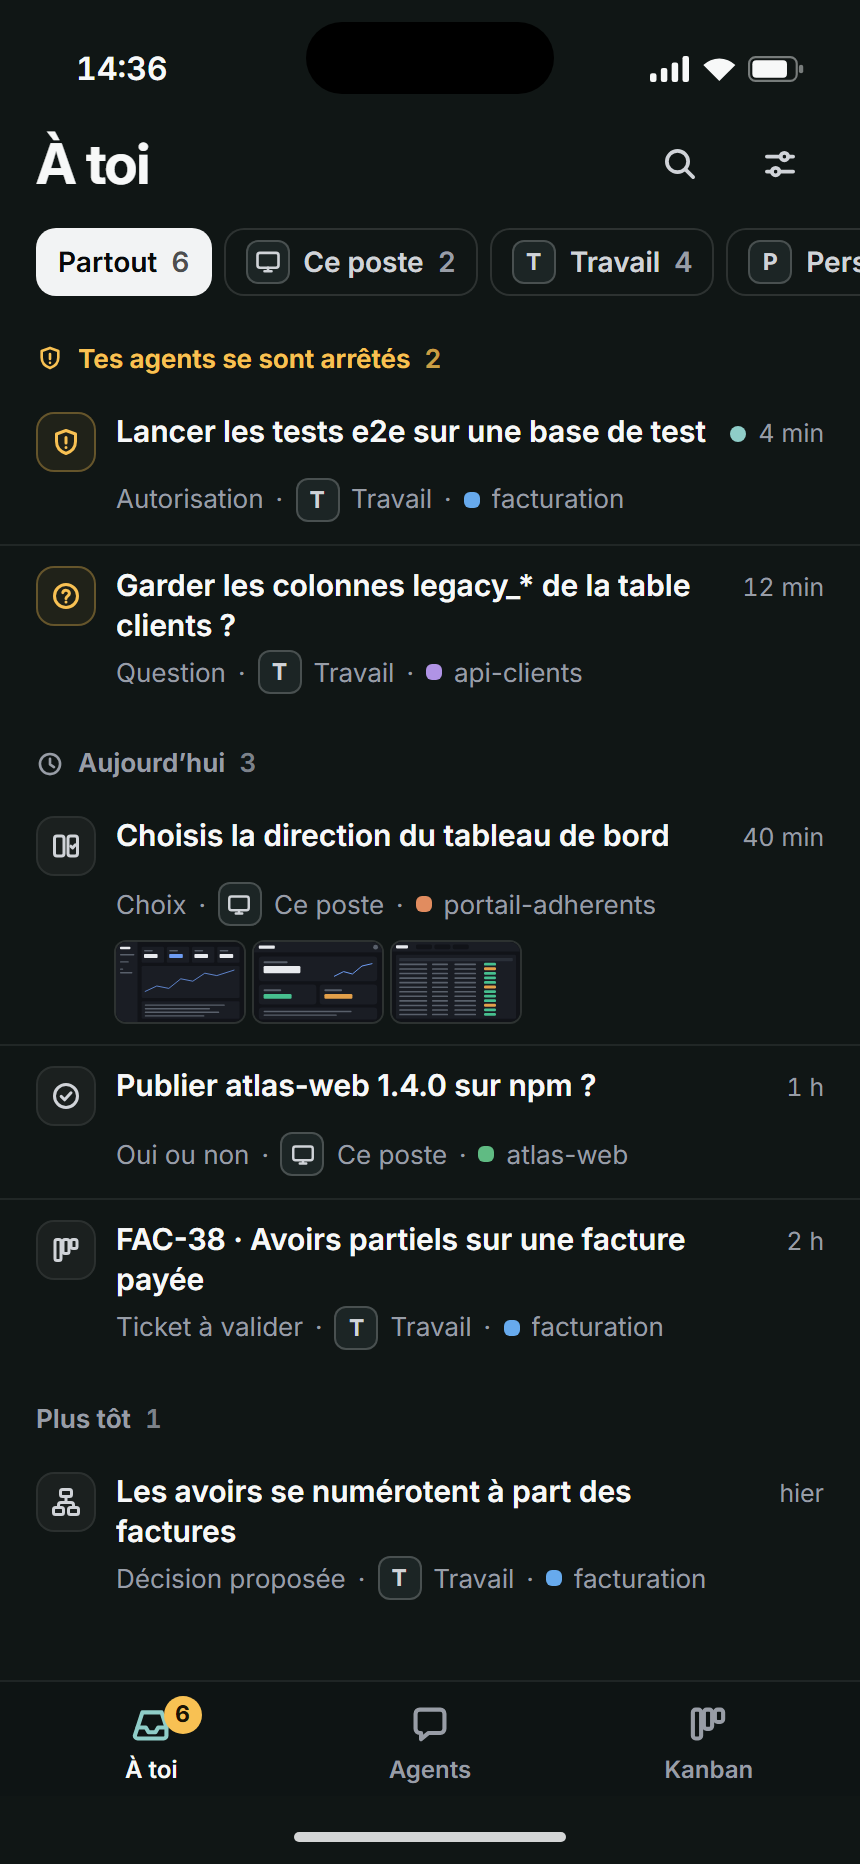 14:36
À toi
Partout 6
Ce poste 2
T Travail 4
P Pers
Tes agents se sont arrêtés 2
Lancer les tests e2e sur une base de test 4 min
Autorisation · T Travail · facturation
Garder les colonnes legacy_* de la table 12 min
clients ?
Question · T Travail · api-clients
Aujourd’hui 3
Choisis la direction du tableau de bord 40 min
Choix · Ce poste · portail-adherents
Publier atlas-web 1.4.0 sur npm ? 1 h
Oui ou non · Ce poste · atlas-web
FAC-38 · Avoirs partiels sur une facture 2 h
payée
Ticket à valider · T Travail · facturation
Plus tôt 1
Les avoirs se numérotent à part des hier
factures
Décision proposée · T Travail · facturation
6
À toi
Agents
Kanban